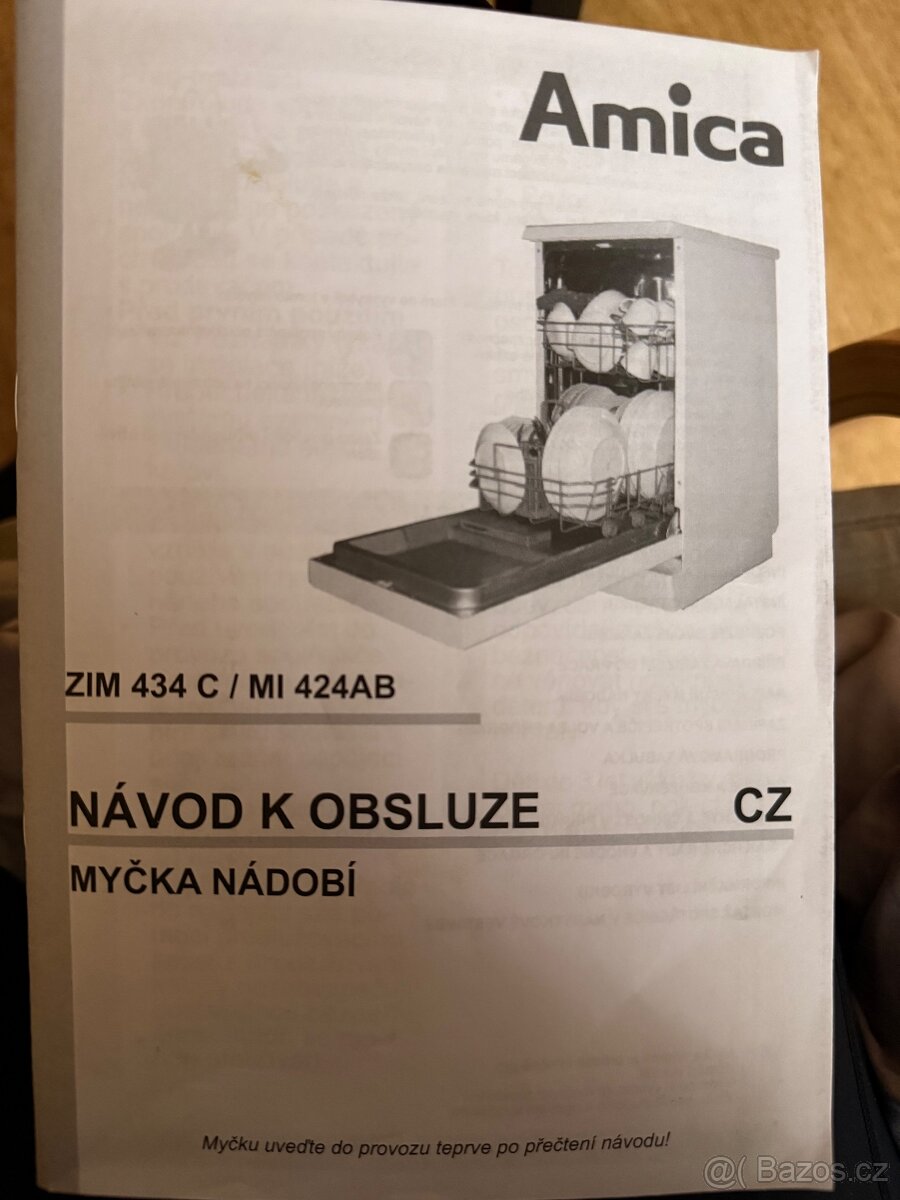 Amica
ZIM 434 C / MI 424AB
NÁVOD K OBSLUZE
CZ
MYČKA NÁDOBÍ
Myčku uveďte do provozu teprve po přečtení návodu!
@( Bazos.cz